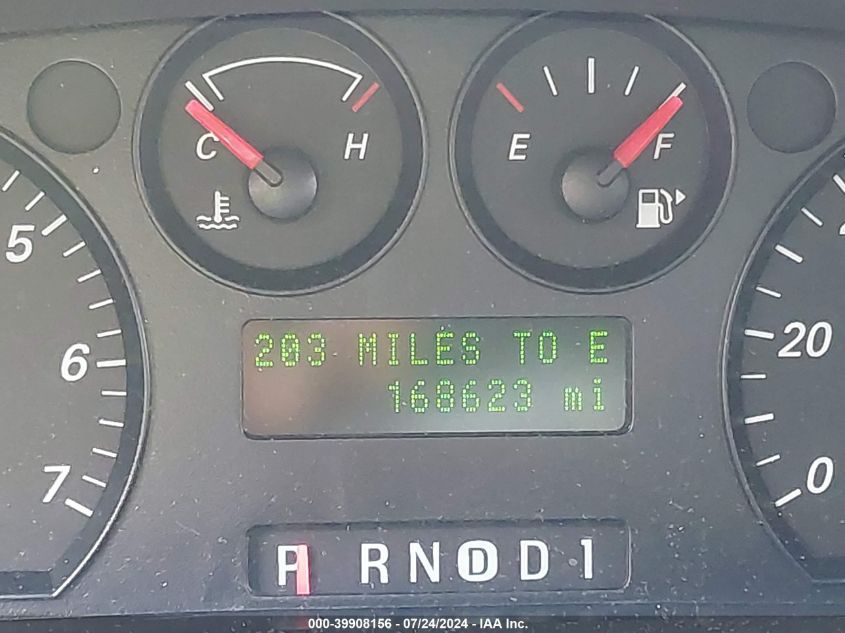 C H
E F
5
6
7
203 MILES TO E
168623 mi
20
0
P R N D D 1
000-39908156 - 07/24/2024 - IAA Inc.